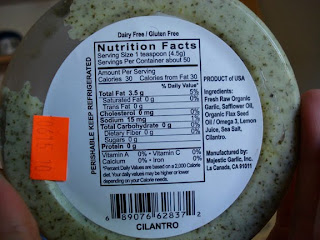 Dairy Free / Gluten Free
Nutrition Facts
Serving Size 1 teaspoon (4.5g)
Servings Per Container about 50
Amount Per Serving
Calories 30 Calories from Fat 30
% Daily Value*
Total Fat 3.5 g 5%
Saturated Fat 0 g 0%
Trans Fat 0 g
Cholesterol 0 mg 0%
Sodium 15 mg 1%
Total Carbohydrate 0 g 0%
Dietary Fiber 0 g 0%
Sugars 0 g
Protein 0 g
Vitamin A 0% • Vitamin C 0%
Calcium 0% • Iron 0%
*Percent Daily Values are based on a 2,000 Calorie
diet. Your daily values may be higher or lower
depending on your Calorie needs.
PERISHABLE KEEP REFRIGERATED
PRODUCT of USA
Ingredients:
Fresh Raw Organic
Garlic, Safflower Oil,
Organic Flax Seed
Oil / Omega 3, Lemon
Juice, Sea Salt,
Cilantro.
Manufactured by:
Majestic Garlic, Inc.
La Canada, CA 91011
6 89076 62837 2
CILANTRO